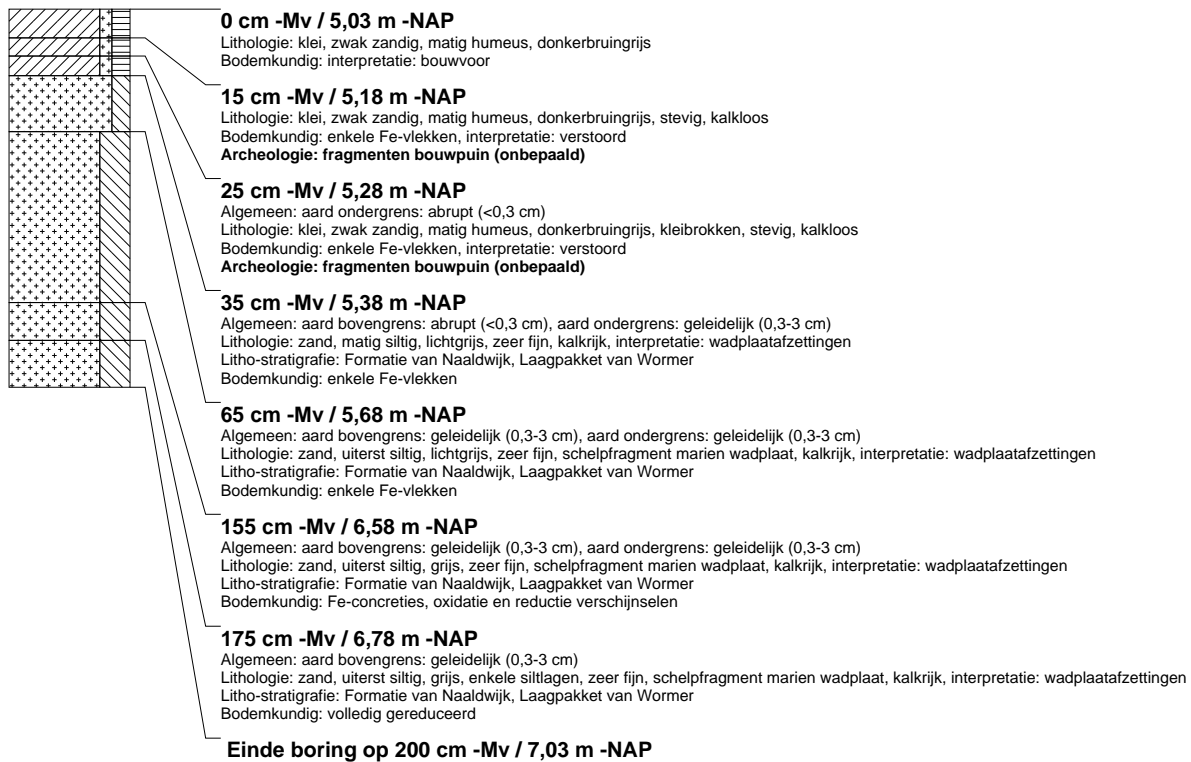 0 cm -Mv / 5,03 m -NAP
Lithologie: klei, zwak zandig, matig humeus, donkerbruingrijs
Bodemkundig: interpretatie: bouwvoor
15 cm -Mv / 5,18 m -NAP
Lithologie: klei, zwak zandig, matig humeus, donkerbruingrijs, stevig, kalkloos
Bodemkundig: enkele Fe-vlekken, interpretatie: verstoord
Archeologie: fragmenten bouwpuin (onbepaald)
25 cm -Mv / 5,28 m -NAP
Algemeen: aard ondergrens: abrupt (<0,3 cm)
Lithologie: klei, zwak zandig, matig humeus, donkerbruingrijs, kleibrokken, stevig, kalkloos
Bodemkundig: enkele Fe-vlekken, interpretatie: verstoord
Archeologie: fragmenten bouwpuin (onbepaald)
35 cm -Mv / 5,38 m -NAP
Algemeen: aard bovengrens: abrupt (<0,3 cm), aard ondergrens: geleidelijk (0,3-3 cm)
Lithologie: zand, matig siltig, lichtgrijs, zeer fijn, kalkrijk, interpretatie: wadplaatafzettingen
Litho-stratigrafie: Formatie van Naaldwijk, Laagpakket van Wormer
Bodemkundig: enkele Fe-vlekken
65 cm -Mv / 5,68 m -NAP
Algemeen: aard bovengrens: geleidelijk (0,3-3 cm), aard ondergrens: geleidelijk (0,3-3 cm)
Lithologie: zand, uiterst siltig, lichtgrijs, zeer fijn, schelpfragment marien wadplaat, kalkrijk, interpretatie: wadplaatafzettingen
Litho-stratigrafie: Formatie van Naaldwijk, Laagpakket van Wormer
Bodemkundig: enkele Fe-vlekken
155 cm -Mv / 6,58 m -NAP
Algemeen: aard bovengrens: geleidelijk (0,3-3 cm), aard ondergrens: geleidelijk (0,3-3 cm)
Lithologie: zand, uiterst siltig, grijs, zeer fijn, schelpfragment marien wadplaat, kalkrijk, interpretatie: wadplaatafzettingen
Litho-stratigrafie: Formatie van Naaldwijk, Laagpakket van Wormer
Bodemkundig: Fe-concreties, oxidatie en reductie verschijnselen
175 cm -Mv / 6,78 m -NAP
Algemeen: aard bovengrens: geleidelijk (0,3-3 cm)
Lithologie: zand, uiterst siltig, grijs, enkele siltlagen, zeer fijn, schelpfragment marien wadplaat, kalkrijk, interpretatie: wadplaatafzettingen
Litho-stratigrafie: Formatie van Naaldwijk, Laagpakket van Wormer
Bodemkundig: volledig gereduceerd
Einde boring op 200 cm -Mv / 7,03 m -NAP